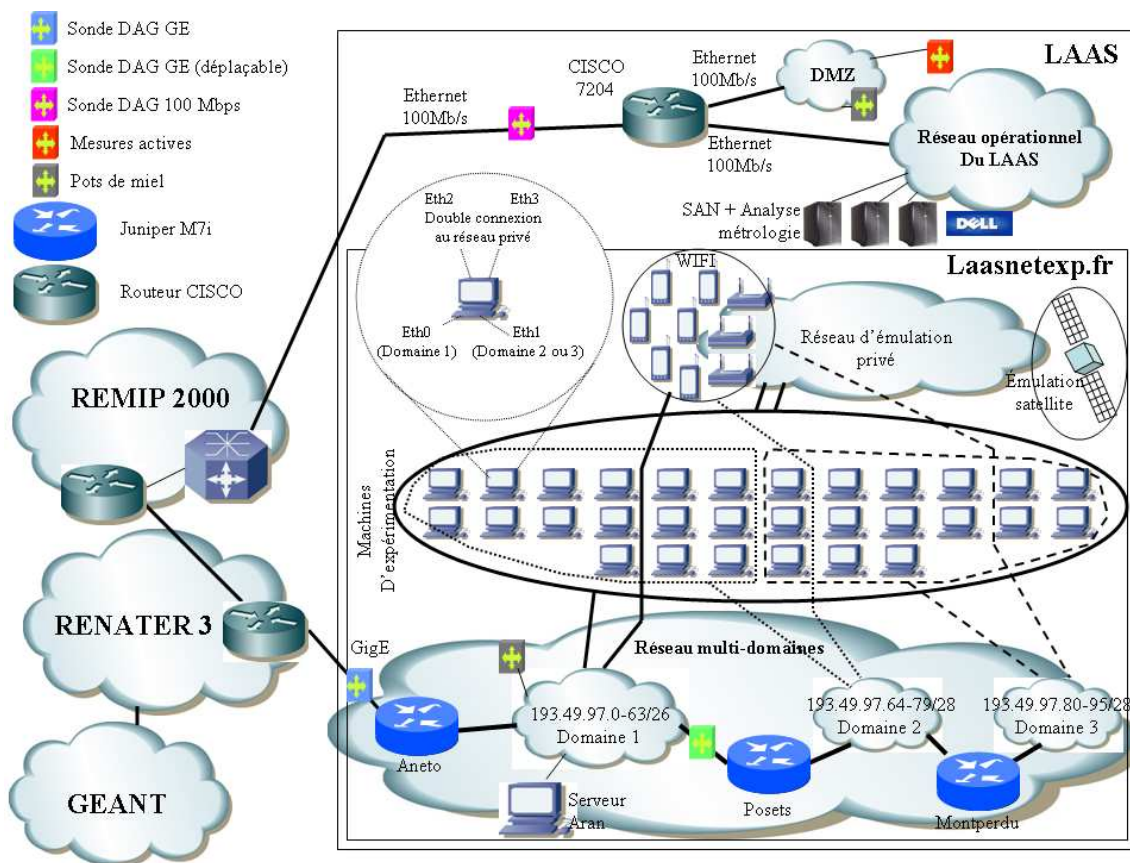 Sonde DAG GE
Sonde DAG GE (déplaçable)
Sonde DAG 100 Mbps
Mesures actives
Pots de miel
Juniper M7i
Routeur CISCO
REMIP 2000
RENATER 3
GEANT
LAAS
Ethernet
100Mb/s
CISCO
7204
Ethernet
100Mb/s
DMZ
Ethernet
100Mb/s
Réseau opérationnel
Du LAAS
SAN + Analyse
métrologie
DELL
Eth2
Eth3
Double connexion
au réseau privé
Eth0
(Domaine 1)
Eth1
(Domaine 2 ou 3)
Laasnetexp.fr
WIFI
Réseau d'émulation
privé
Émulation
satellite
Machines
D'expérimentation
GigE
Réseau multi-domaines
193.49.97.0-63/26
Domaine 1
193.49.97.64-79/28
Domaine 2
193.49.97.80-95/28
Domaine 3
Aneto
Serveur
Aran
Posets
Montperdu